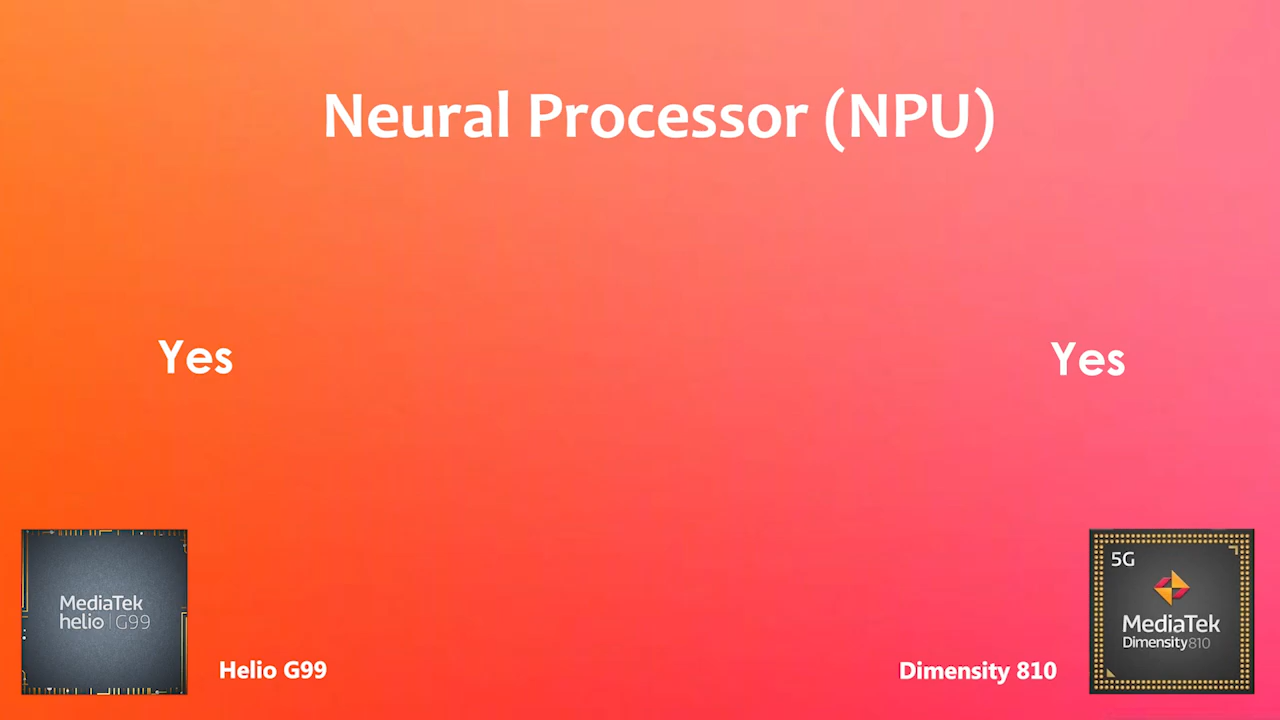 Neural Processor (NPU)
Yes
Yes
MediaTek
helio G99
Helio G99
Dimensity 810
5G
MediaTek
Dimensity 810